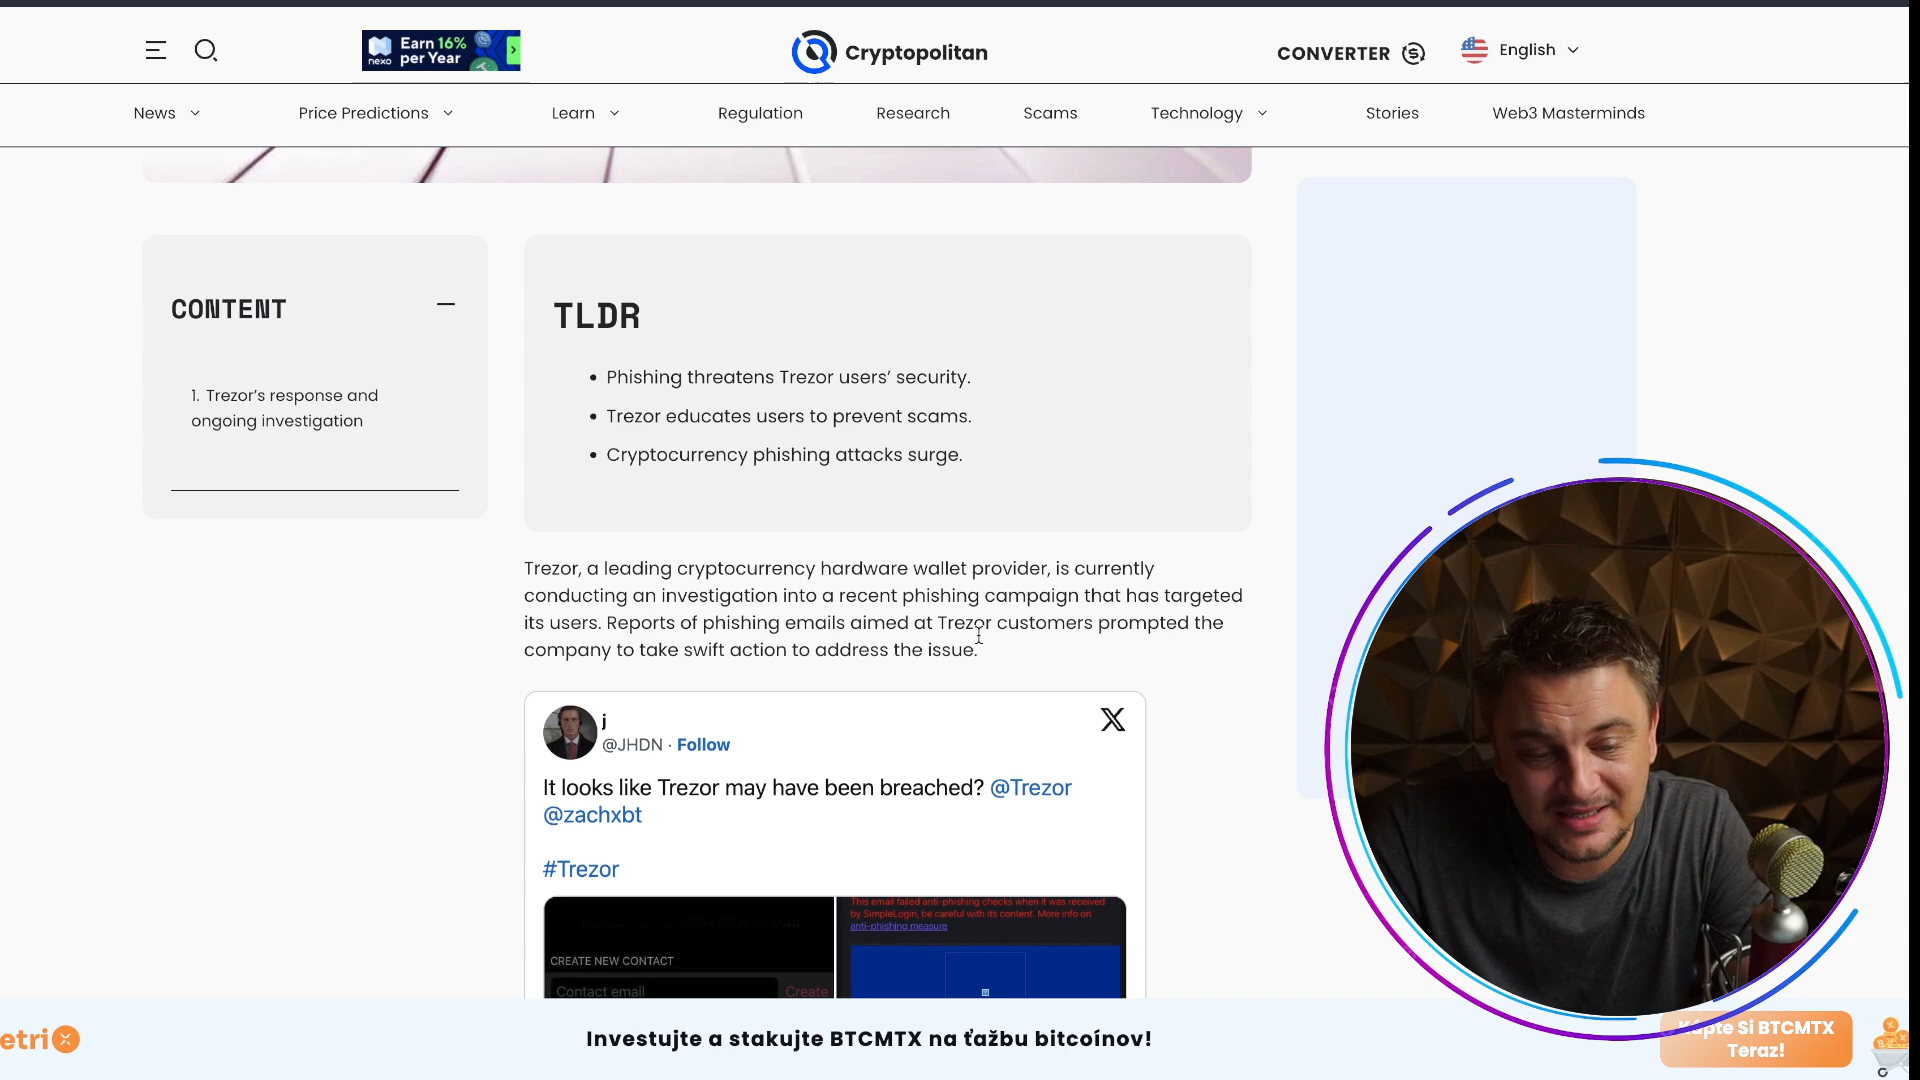 nexo
Earn 16%
per Year
Cryptopolitan
CONVERTER
English
News
Price Predictions
Learn
Regulation
Research
Scams
Technology
Stories
Web3 Masterminds
CONTENT
1. Trezor’s response and
ongoing investigation
TLDR
• Phishing threatens Trezor users’ security.
• Trezor educates users to prevent scams.
• Cryptocurrency phishing attacks surge.
Trezor, a leading cryptocurrency hardware wallet provider, is currently
conducting an investigation into a recent phishing campaign that has targeted
its users. Reports of phishing emails aimed at Trezor customers prompted the
company to take swift action to address the issue.
j
@JHDN · Follow
It looks like Trezor may have been breached? @Trezor
@zachxbt
#Trezor
CREATE NEW CONTACT
Contact email
Create
This email failed anti-phishing checks when it was received
by SimpleLogin, be careful with its content. More info on
anti-phishing measure
etri
Investujte a stakujte BTCMTX na ťažbu bitcoínov!
Kúpte Si BTCMTX
Teraz!